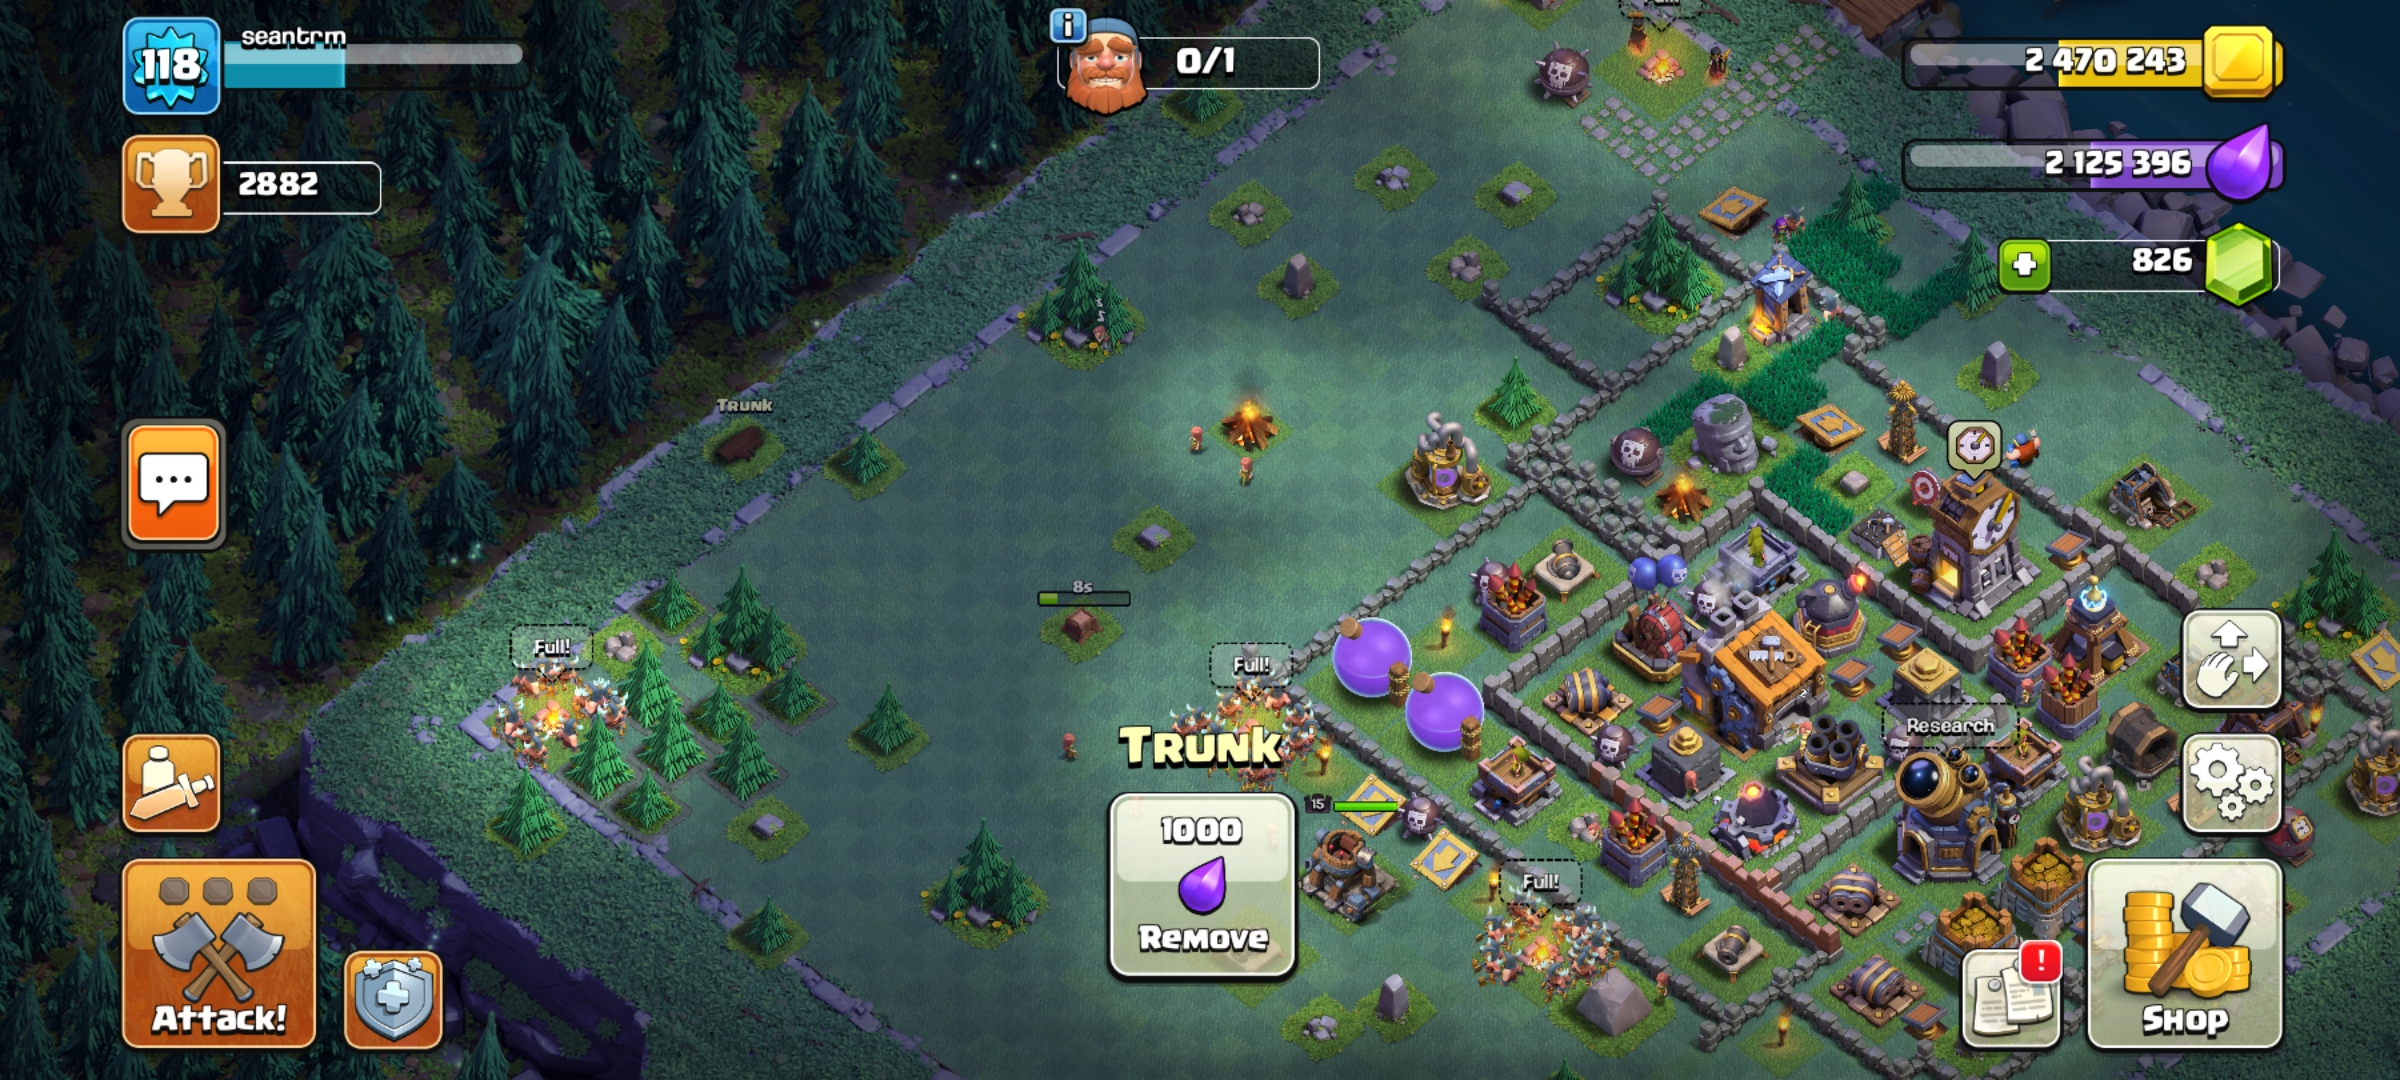 118
seantrm
2882
0/1
2 470 243
2 125 396
826
TRUNK
8s
Full!
Full!
TRUNK
1000
Remove
15
Research
Full!
Attack!
!
Shop